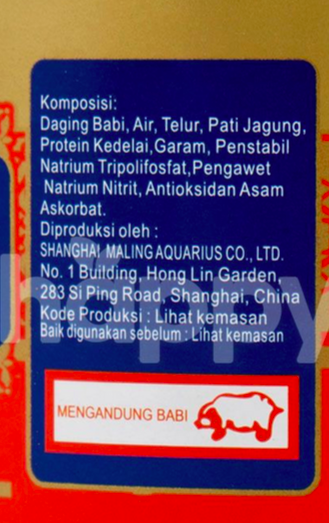 Komposisi:
Daging Babi, Air, Telur, Pati Jagung,
Protein Kedelai,Garam, Penstabil
Natrium Tripolifosfat,Pengawet
Natrium Nitrit, Antioksidan Asam
Askorbat.
Diproduksi oleh :
SHANGHAI MALING AQUARIUS CO., LTD.
No. 1 Building, Hong Lin Garden,
283 Si Ping Road, Shanghai, China
Kode Produksi : Lihat kemasan
Baik digunakan sebelum : Lihat kemasan
happy
MENGANDUNG BABI